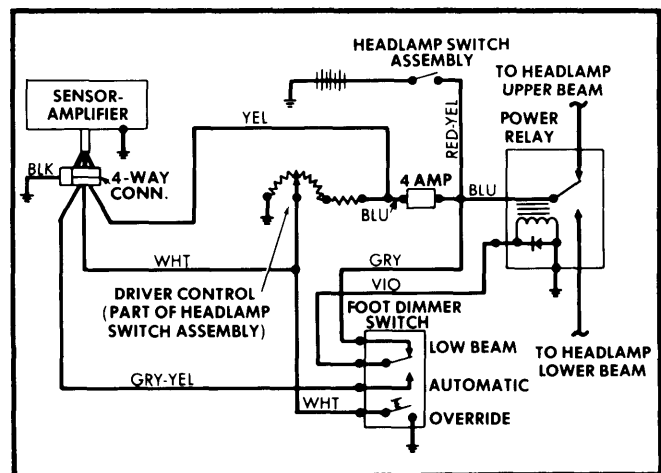 HEADLAMP SWITCH
ASSEMBLY
TO HEADLAMP
UPPER BEAM
POWER
RELAY
SENSOR-
AMPLIFIER
YEL
RED-YEL
BLK
4-WAY
CONN.
4 AMP
BLU
BLU
WHT
GRY
VIO
DRIVER CONTROL
(PART OF HEADLAMP
SWITCH ASSEMBLY)
FOOT DIMMER
SWITCH
LOW BEAM
TO HEADLAMP
LOWER BEAM
GRY-YEL
AUTOMATIC
WHT
OVERRIDE